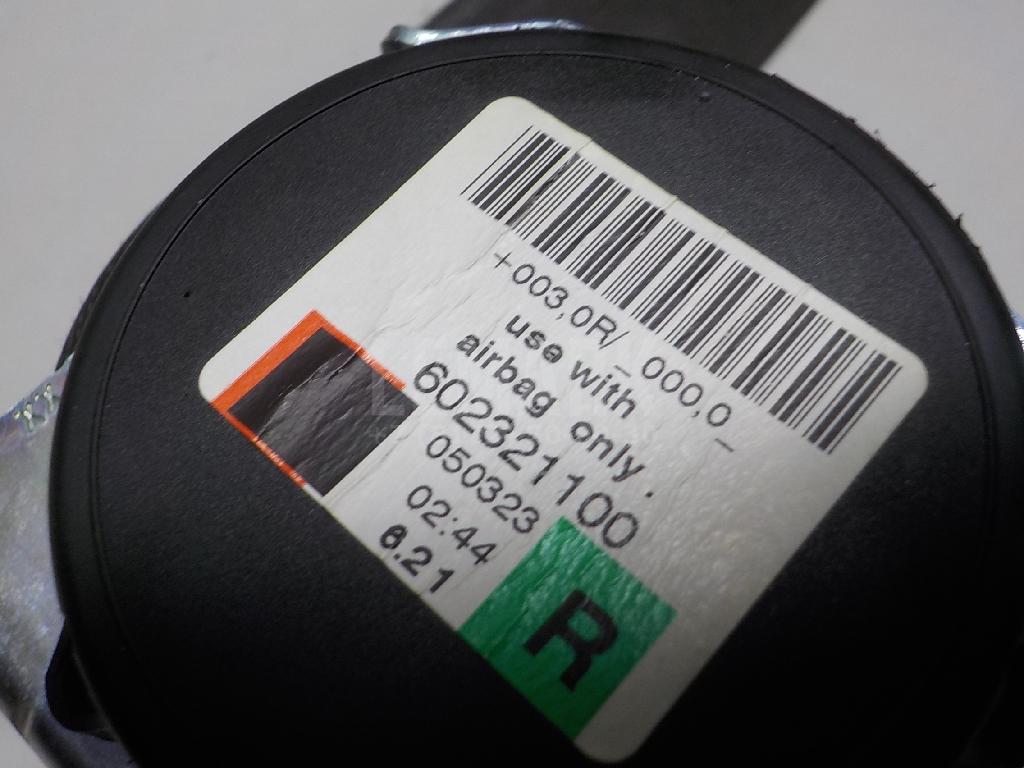 +003,0R/_000,0_
use with
airbag only.
602321100
050323
02:44
6.21
R